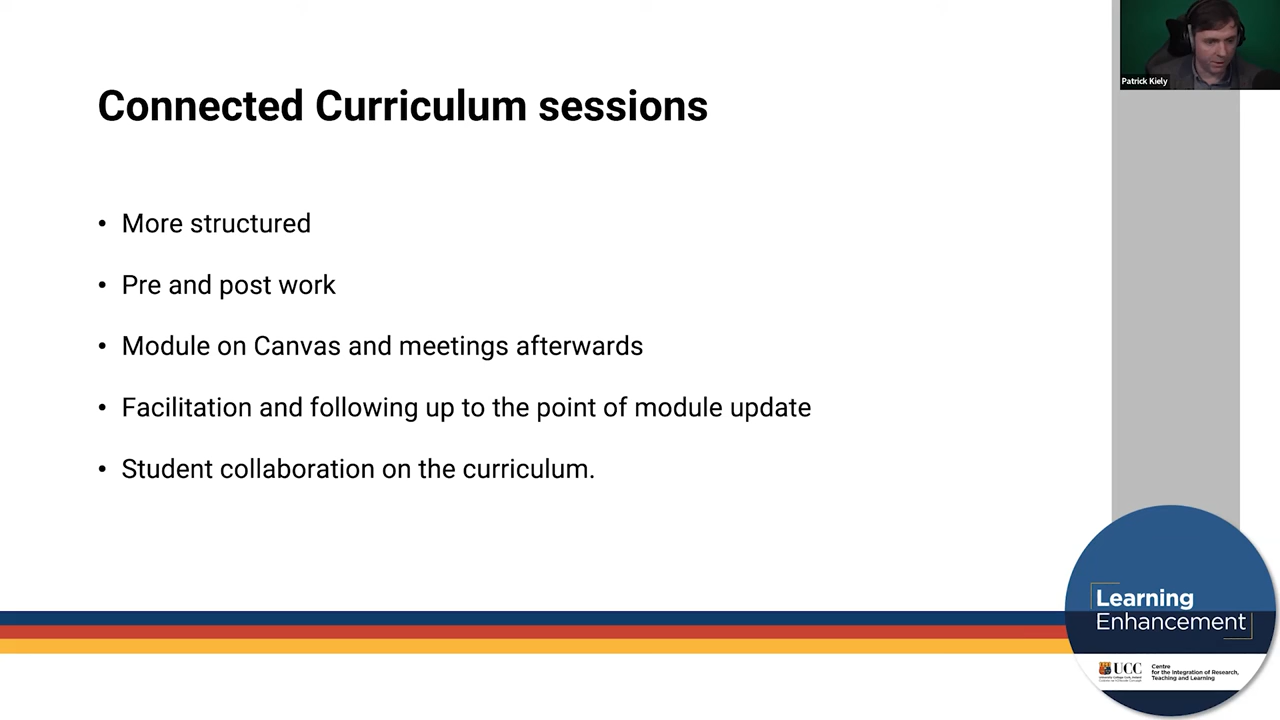 Patrick Kiely
Connected Curriculum sessions
• More structured
• Pre and post work
• Module on Canvas and meetings afterwards
• Facilitation and following up to the point of module update
• Student collaboration on the curriculum.
Learning
Enhancement
UCC
Centre
for the Integration of Research,
Teaching and Learning